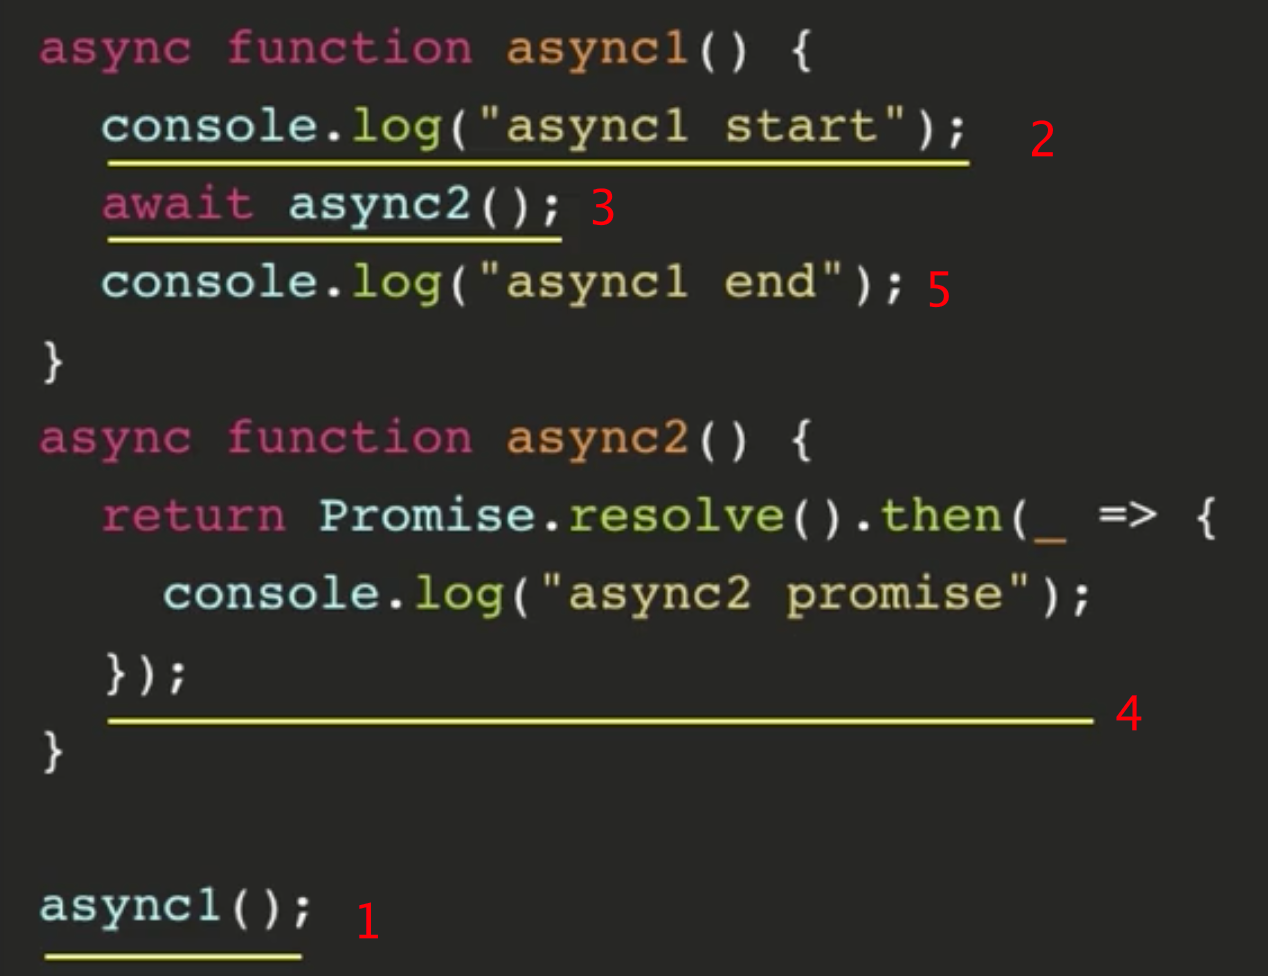 async function async1() {
console.log("async1 start"); 2
await async2(); 3
console.log("async1 end"); 5
}
async function async2() {
return Promise.resolve().then(_ => {
console.log("async2 promise");
});
4
}
async1(); 1